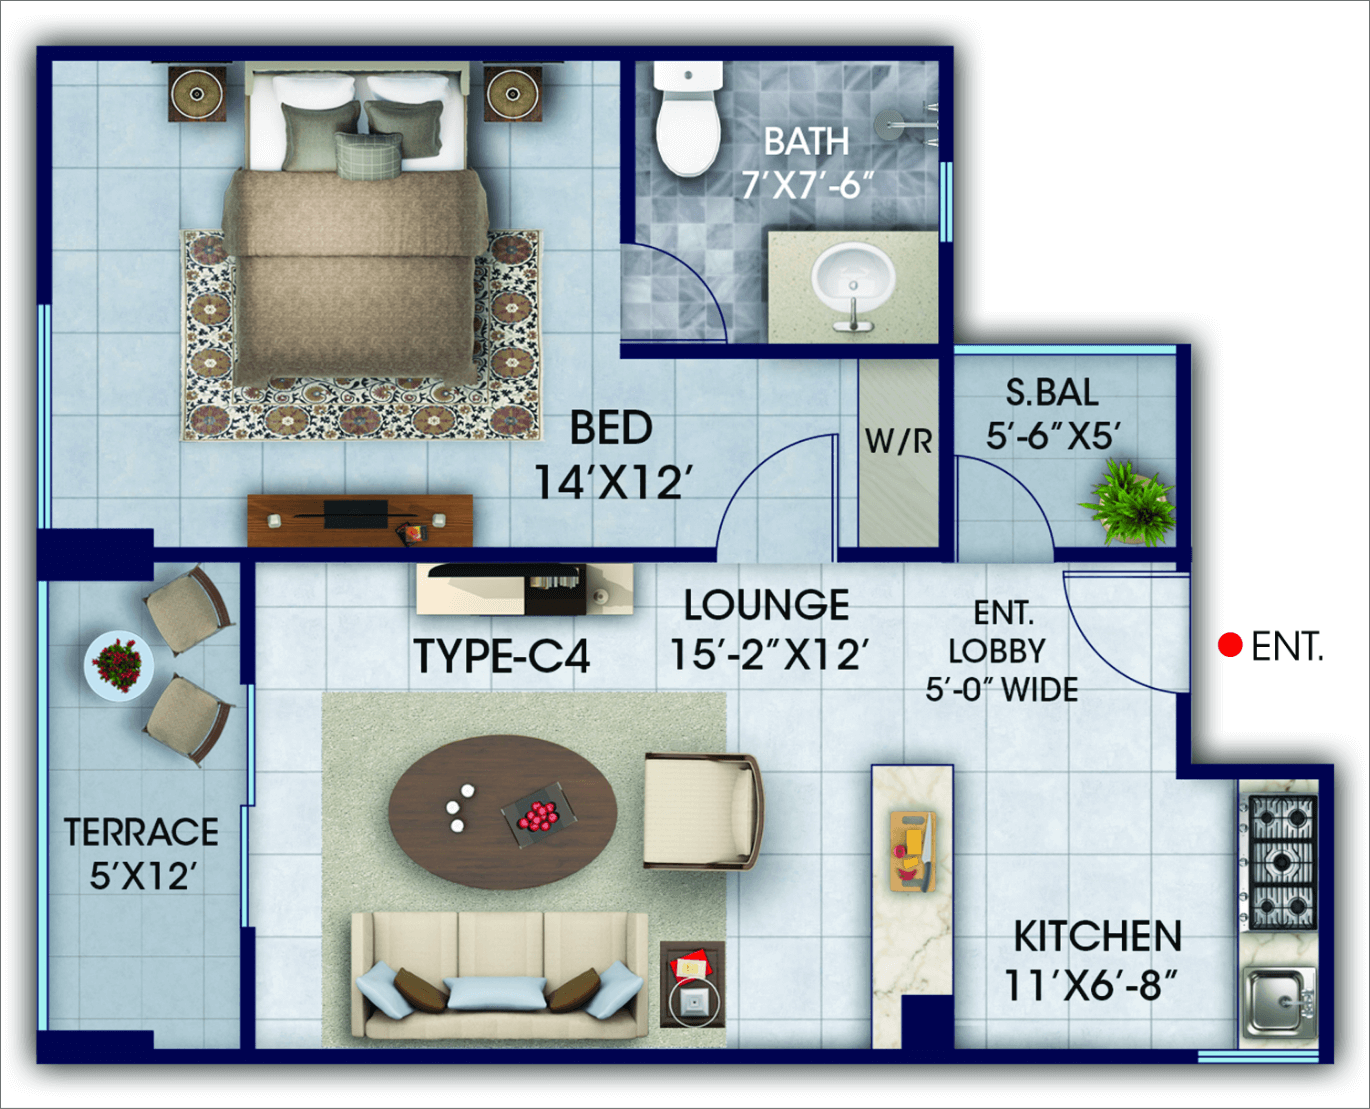 BATH
7'X7'-6"
BED
14'X12'
W/R
S.BAL
5'-6"X5'
TYPE-C4
LOUNGE
15'-2"X12'
ENT.
LOBBY
5'-0" WIDE
ENT.
TERRACE
5'X12'
KITCHEN
11'X6'-8"